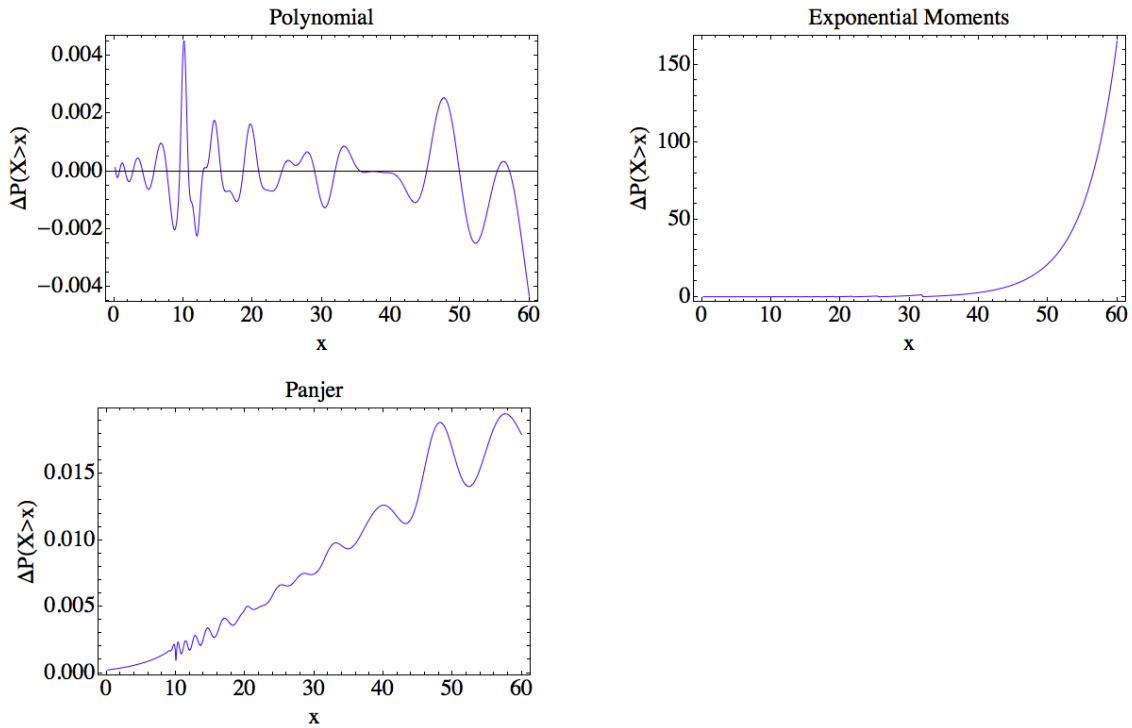 Polynomial
ΔP(X>x)
0.004
0.002
0.000
−0.002
−0.004
0 10 20 30 40 50 60
x
Exponential Moments
ΔP(X>x)
150
100
50
0
0 10 20 30 40 50 60
x
Panjer
ΔP(X>x)
0.015
0.010
0.005
0.000
0 10 20 30 40 50 60
x